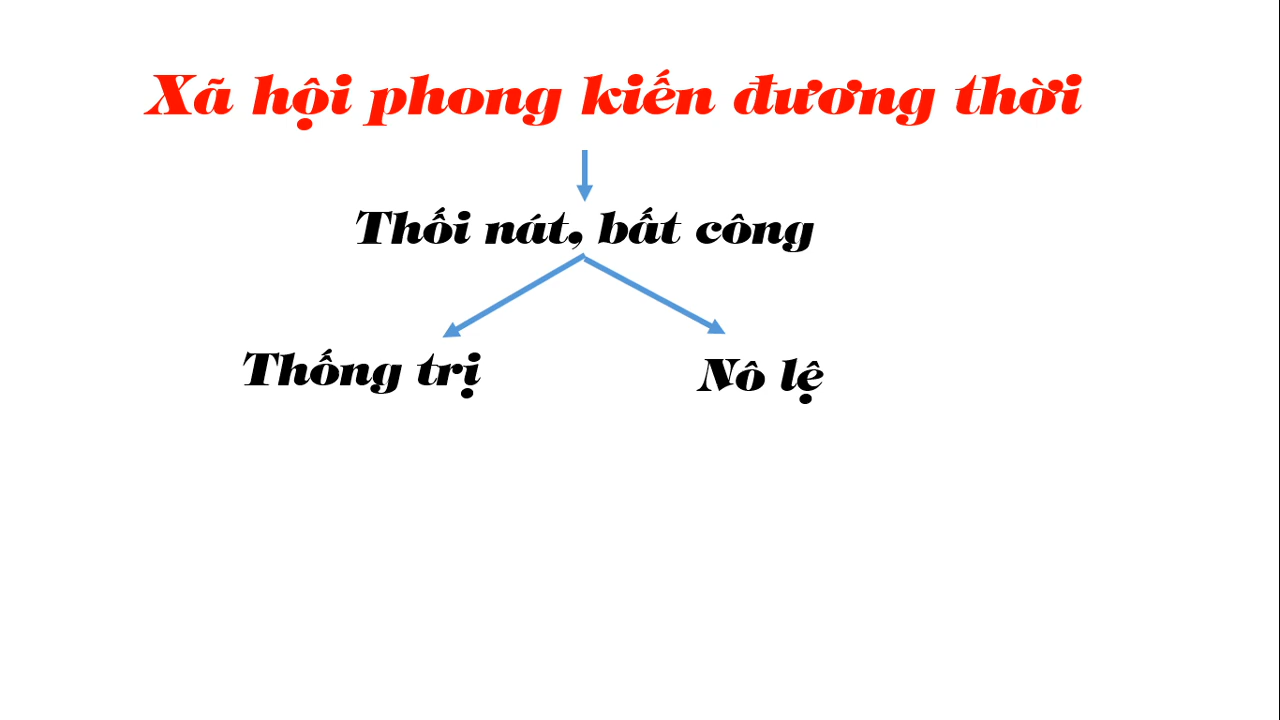 Xã hội phong kiến đương thời
Thối nát, bất công
Thống trị
Nô lệ